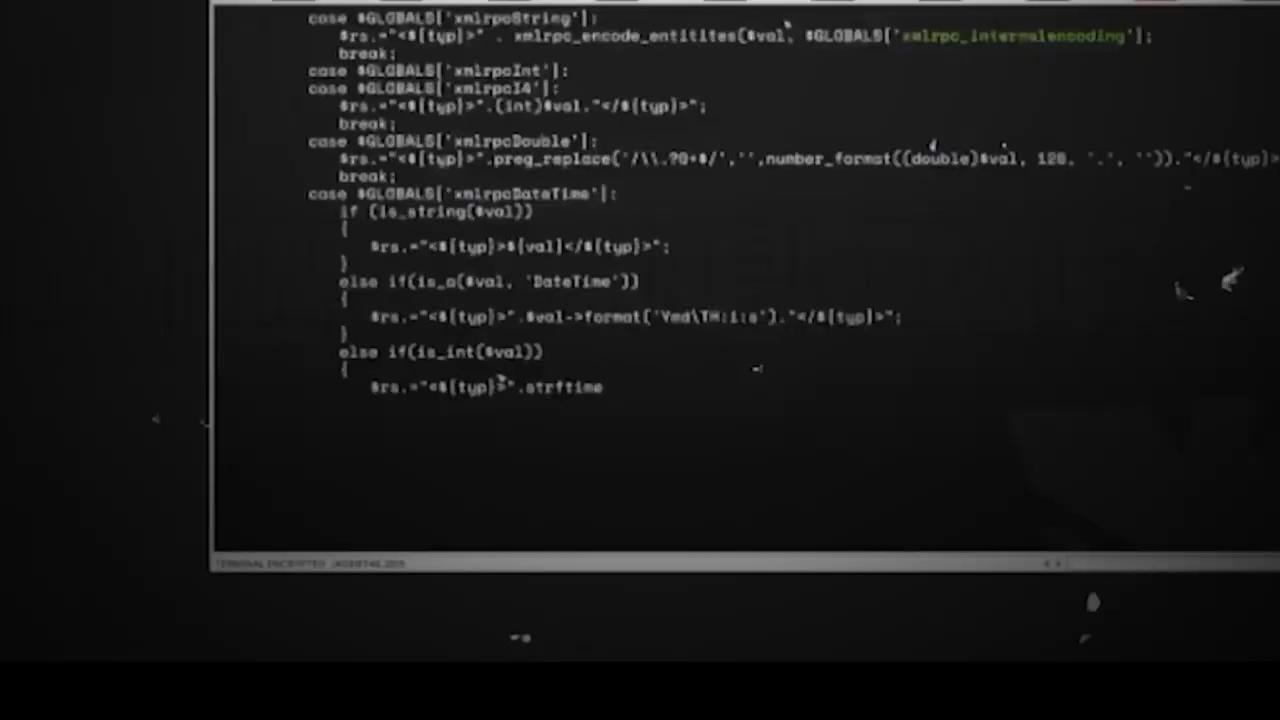 case $GLOBALS['xmlrpcString']:
$rs.="<${typ}>" . xmlrpc_encode_entitites($val, $GLOBALS['xmlrpc_internalencoding'];
break;
case $GLOBALS['xmlrpcInt']:
case $GLOBALS['xmlrpcI4']:
$rs.="<${typ}>".(int)$val."</${typ}>";
break;
case $GLOBALS['xmlrpcDouble']:
$rs.="<${typ}>".preg_replace('/\\.?0+$/','',number_format((double)$val, 128, '.', ''))."</${typ}>
break;
case $GLOBALS['xmlrpcDateTime']:
if (is_string($val))
{
$rs.="<${typ}>${val}</${typ}>";
}
else if(is_a($val, 'DateTime'))
{
$rs.="<${typ}>".$val->format('Ymd\TH:i:s')."</${typ}>";
}
else if(is_int($val))
{
$rs.="<${typ}>".strftime
TERMINAL ENCRYPTED